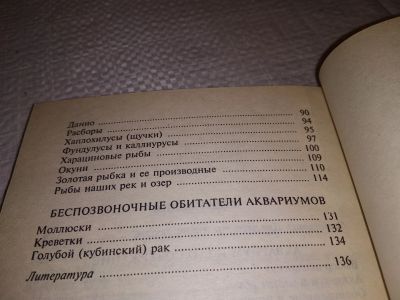 Данио 90
Расборы 94
Хаплохилусы (щучки) 95
Фундулусы и каллиурусы 97
Харациновые рыбы 100
Окуни 109
Золотая рыбка и ее производные 110
Рыбы наших рек и озер 114
БЕСПОЗВОНОЧНЫЕ ОБИТАТЕЛИ АКВАРИУМОВ
Моллюски 131
Креветки 132
Голубой (кубинский) рак 134
Литература 136